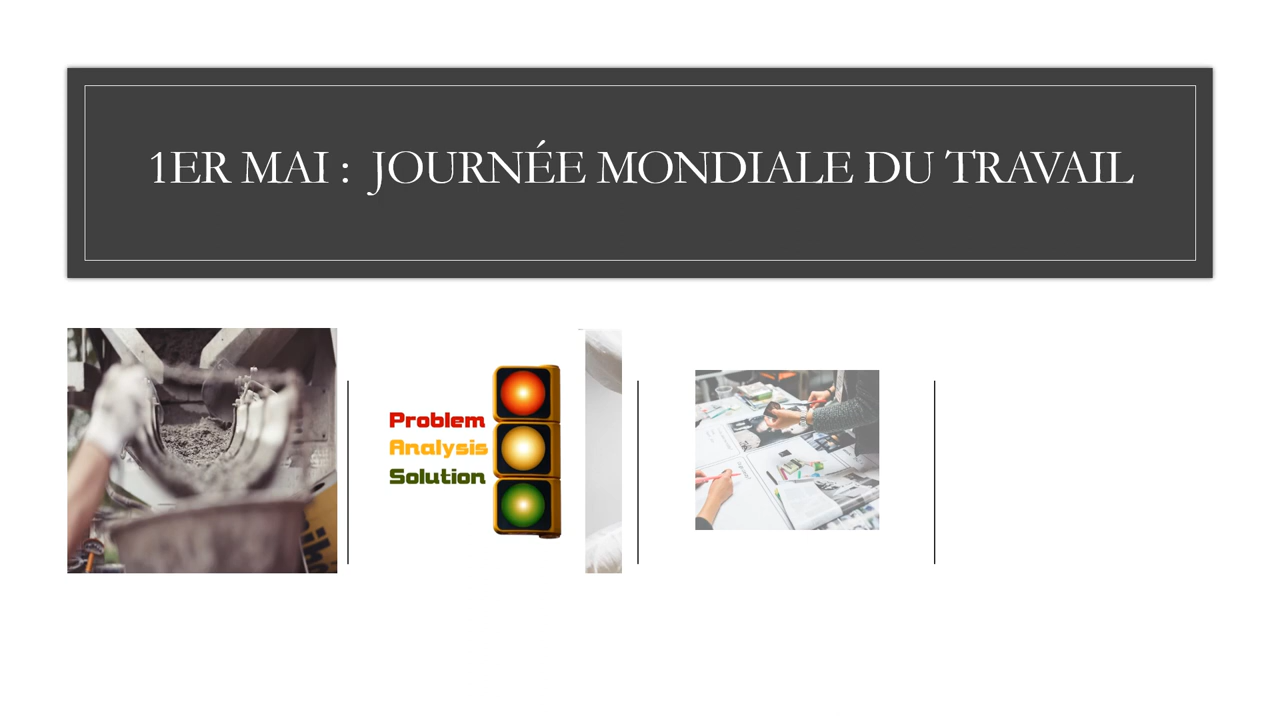 1ER MAI : JOURNÉE MONDIALE DU TRAVAIL
Problem
Analysis
Solution